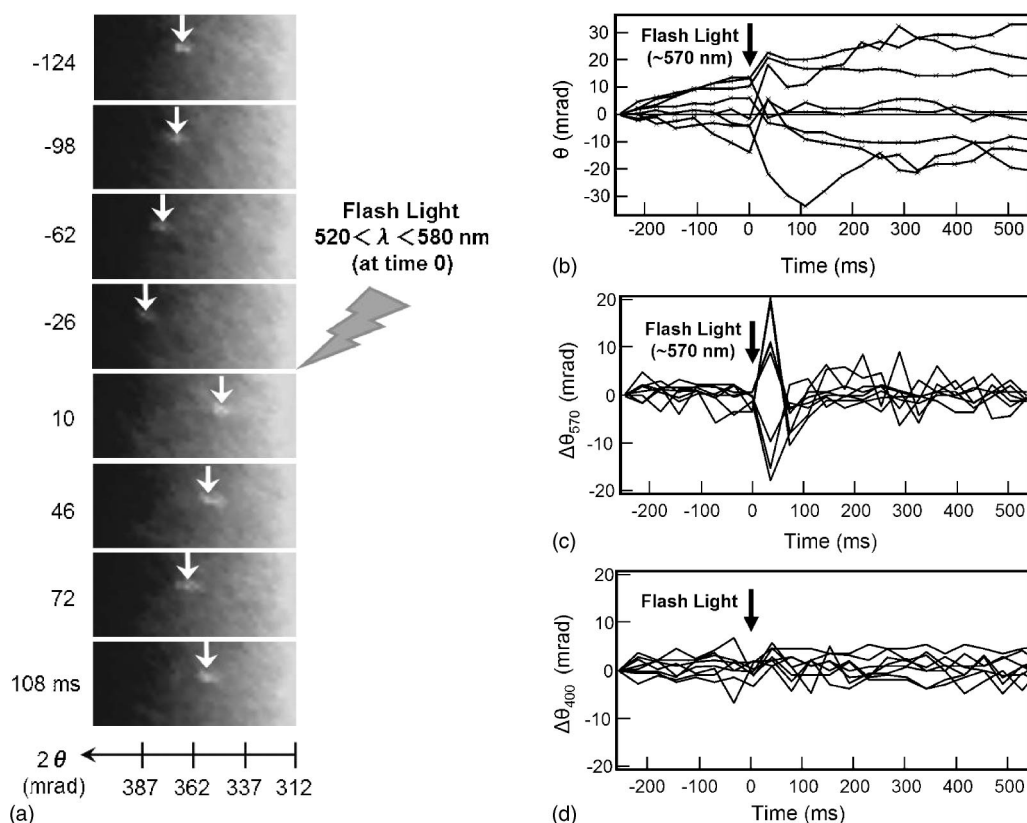 -124
-98
-62
-26
10
46
72
108 ms
Flash Light
520 < λ < 580 nm
(at time 0)
2θ
(mrad)
387 362 337 312
(a)
Flash Light
(~570 nm)
30
20
10
0
-10
-20
-30
θ (mrad)
-200 -100 0 100 200 300 400 500
Time (ms)
(b)
Flash Light
(~570 nm)
20
10
0
-10
-20
Δθ570 (mrad)
-200 -100 0 100 200 300 400 500
Time (ms)
(c)
Flash Light
20
10
0
-10
-20
Δθ400 (mrad)
-200 -100 0 100 200 300 400 500
Time (ms)
(d)